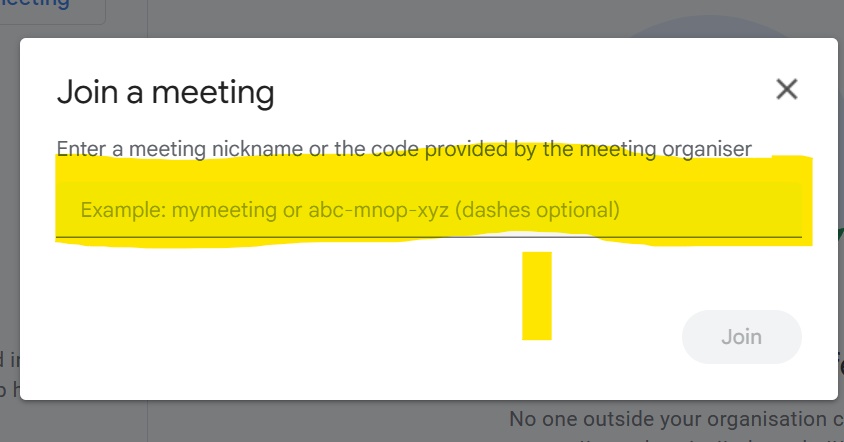 Join a meeting
Enter a meeting nickname or the code provided by the meeting organiser
Example: mymeeting or abc-mnop-xyz (dashes optional)
Join
No one outside your organisation